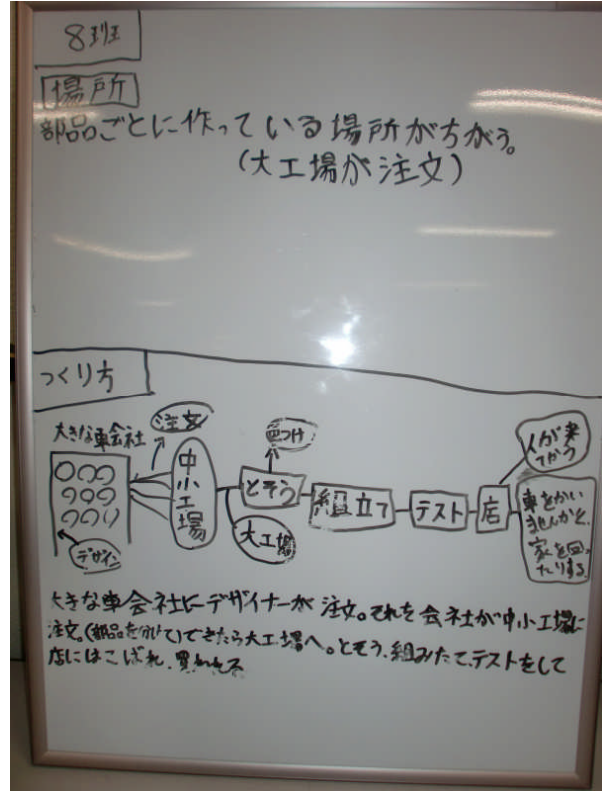 8班
場所
部品ごとに作っている場所がちがう。
(大工場が注文)
つくり方
大きな車会社
デザイン
注文
中小工場
色つけ
とそう
大工場
組立て
テスト
店
人が来
てかう
車をかい
ませんかと、
家を回っ
たりする。
大きな車会社にデザイナーが注文。それを会社が中小工場に
注文。(部品を分けて)できたら大工場へ。とそう、組みたて、テストをして
店にはこばれ、買われる